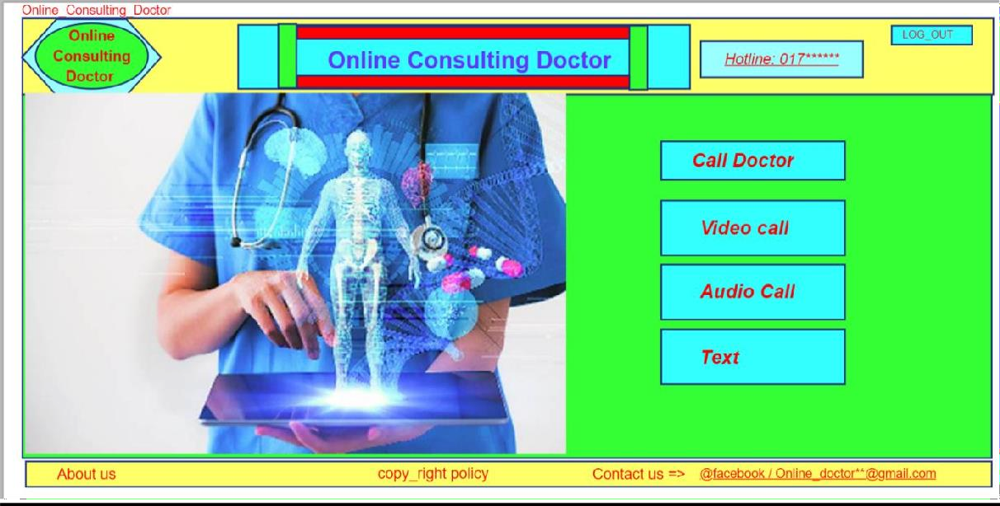 Online_Consulting_Doctor
Online
Consulting
Doctor
Online Consulting Doctor
Hotline: 017******
LOG_OUT
Call Doctor
Video call
Audio Call
Text
About us
copy_right policy
Contact us =>
@facebook / Online_doctor**@gmail.com